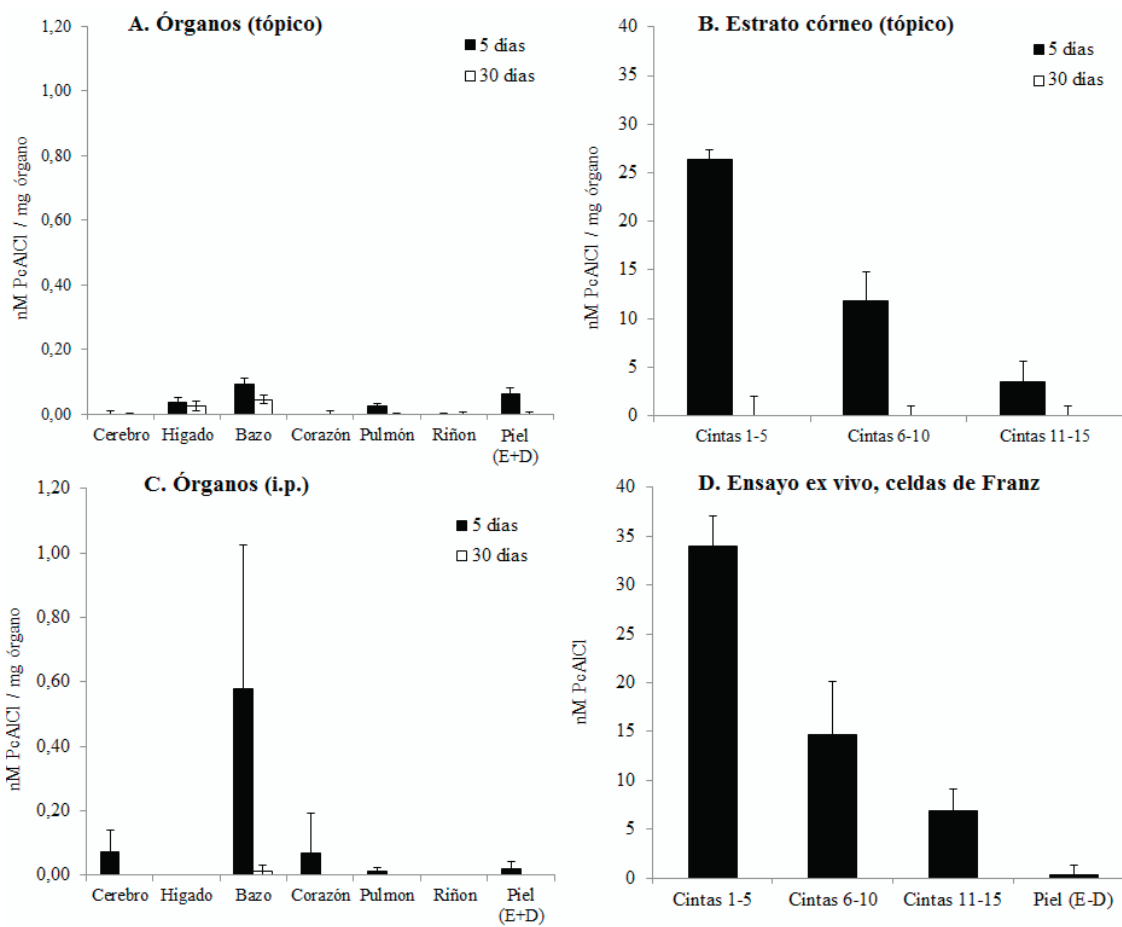 A. Órganos (tópico)
5 días
30 días
nM PcAlCl / mg órgano
1,20
1,00
0,80
0,60
0,40
0,20
0,00
Cerebro Hígado Bazo Corazón Pulmón Riñon Piel
(E+D)
B. Estrato córneo (tópico)
5 días
30 días
nM PcAlCl / mg órgano
40
35
30
25
20
15
10
5
0
Cintas 1-5 Cintas 6-10 Cintas 11-15
C. Órganos (i.p.)
5 días
30 días
nM PcAlCl / mg órgano
1,20
1,00
0,80
0,60
0,40
0,20
0,00
Cerebro Higado Bazo Corazón Pulmon Riñon Piel
(E+D)
D. Ensayo ex vivo, celdas de Franz
nM PcAlCl
40
35
30
25
20
15
10
5
0
Cintas 1-5 Cintas 6-10 Cintas 11-15 Piel (E-D)